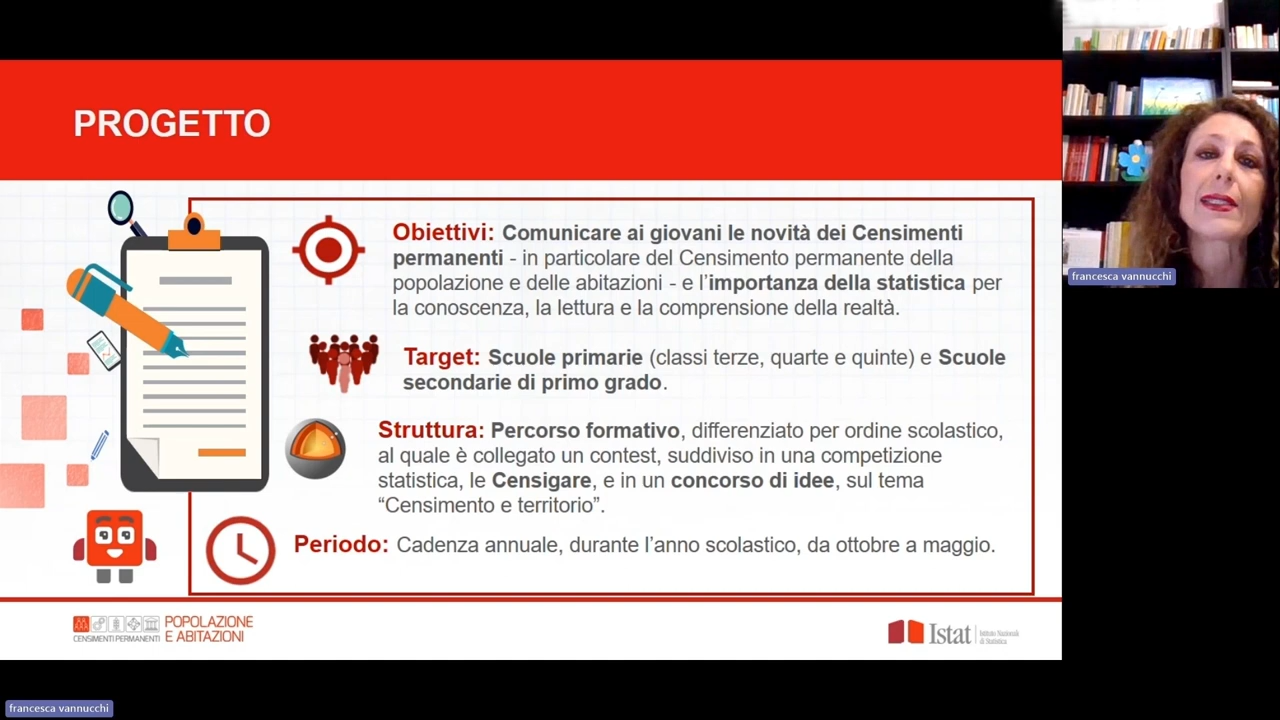 PROGETTO
Obiettivi: Comunicare ai giovani le novità dei Censimenti
permanenti - in particolare del Censimento permanente della
popolazione e delle abitazioni - e l'importanza della statistica per
la conoscenza, la lettura e la comprensione della realtà.
Target: Scuole primarie (classi terze, quarte e quinte) e Scuole
secondarie di primo grado.
Struttura: Percorso formativo, differenziato per ordine scolastico,
al quale è collegato un contest, suddiviso in una competizione
statistica, le Censigare, e in un concorso di idee, sul tema
“Censimento e territorio”.
Periodo: Cadenza annuale, durante l'anno scolastico, da ottobre a maggio.
CENSIMENTI PERMANENTI
POPOLAZIONE
E ABITAZIONI
Istat
Istituto Nazionale
di Statistica
francesca vannucchi
francesca vannucchi